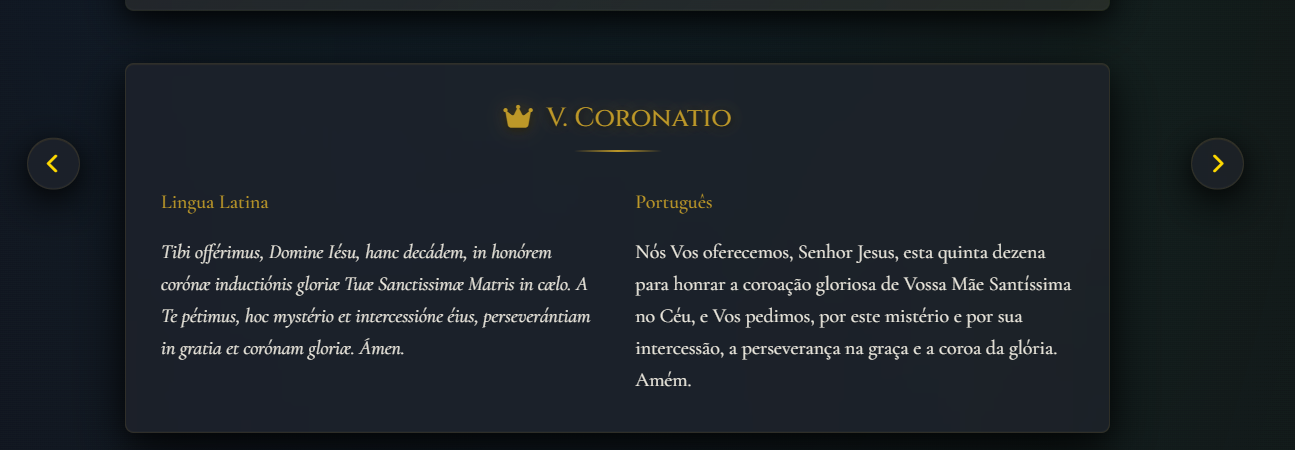 V. Coronatio
Lingua Latina
Tibi offérimus, Domine Iésu, hanc decádem, in honórem
corónæ inductiónis gloriæ Tuæ Sanctissimæ Matris in cælo. A
Te pétimus, hoc mystério et intercessióne éius, perseverántiam
in gratia et corónam gloriæ. Ámen.
Português
Nós Vos oferecemos, Senhor Jesus, esta quinta dezena
para honrar a coroação gloriosa de Vossa Mãe Santíssima
no Céu, e Vos pedimos, por este mistério e por sua
intercessão, a perseverança na graça e a coroa da glória.
Amém.